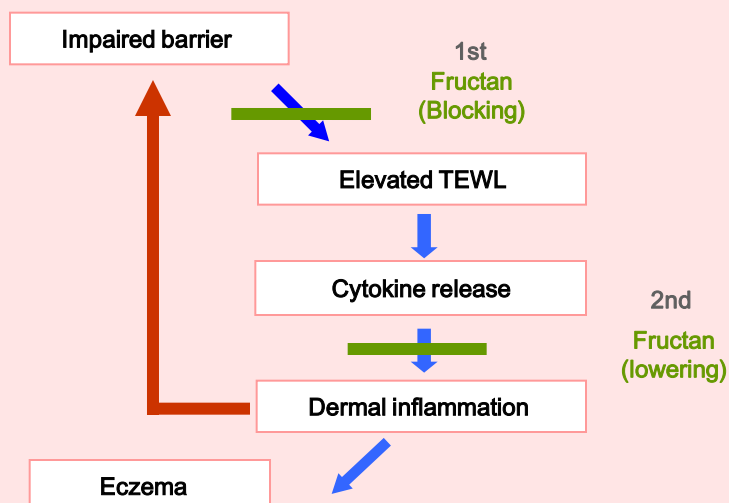 Impaired barrier
1st
Fructan
(Blocking)
Elevated TEWL
Cytokine release
2nd
Fructan
(lowering)
Dermal inflammation
Eczema